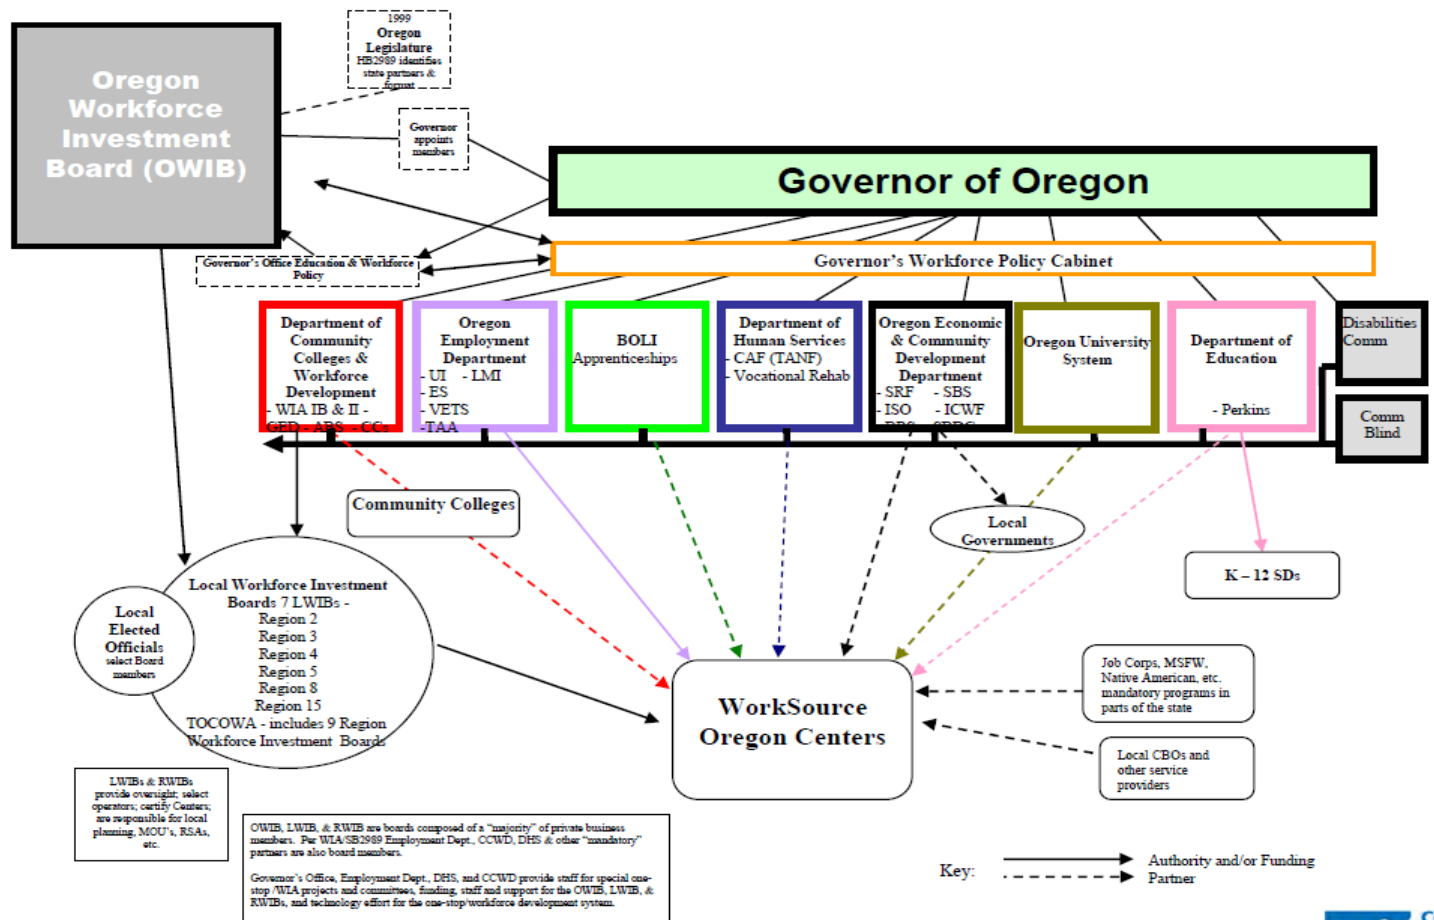 1999
Oregon
Legislature
HB2989 identifies
state partners &
format
Oregon
Workforce
Investment
Board (OWIB)
Governor
appoints
members
Governor of Oregon
Governor's Office Education & Workforce
Policy
Governor's Workforce Policy Cabinet
Department of
Community
Colleges &
Workforce
Development
- WIA IB & II -
GED - ABS - CCs
Oregon
Employment
Department
- UI - LMI
- ES
- VETS
-TAA
BOLI
Apprenticeships
Department of
Human Services
- CAF (TANF)
- Vocational Rehab
Oregon Economic
& Community
Development
Department
- SRF - SBS
- ISO - ICWF
Oregon University
System
Department of
Education
- Perkins
Disabilities
Comm
Comm
Blind
Community Colleges
Local
Governments
K – 12 SDs
Local
Elected
Officials
select Board
members
Local Workforce Investment
Boards 7 LWIBs -
Region 2
Region 3
Region 4
Region 5
Region 8
Region 15
TOCOWA - includes 9 Region
Workforce Investment Boards
WorkSource
Oregon Centers
Job Corps, MSFW,
Native American, etc.
mandatory programs in
parts of the state
Local CBOs and
other service
providers
LWIBs & RWIBs
provide oversight; select
operators; certify Centers;
are responsible for local
planning, MOU's, RSAs,
etc.
OWIB, LWIB, & RWIB are boards composed of a "majority" of private business
members. Per WIA/SB2989 Employment Dept., CCWD, DHS & other "mandatory"
partners are also board members.
Governor's Office, Employment Dept., DHS, and CCWD provide staff for special one-
stop /WIA projects and committees, funding, staff and support for the OWIB, LWIB, &
RWIBs, and technology effort for the one-stop/workforce development system.
Key:
Authority and/or Funding
Partner